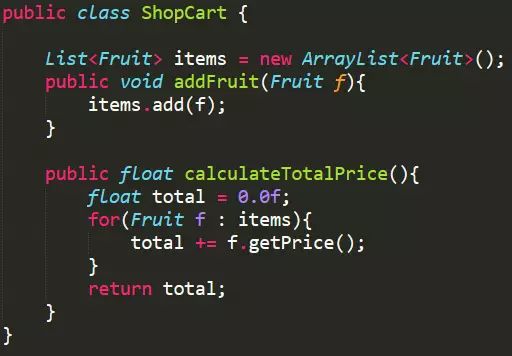 public class ShopCart {
List<Fruit> items = new ArrayList<Fruit>();
public void addFruit(Fruit f){
items.add(f);
}
public float calculateTotalPrice(){
float total = 0.0f;
for(Fruit f : items){
total += f.getPrice();
}
return total;
}
}